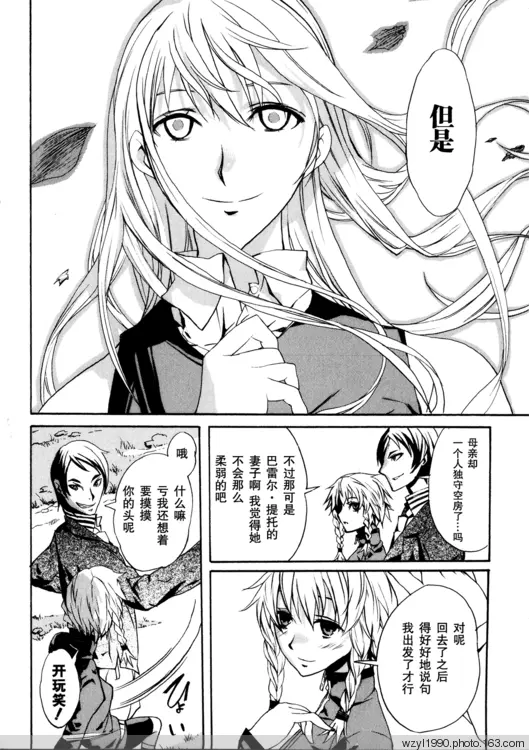 但是
母亲却
一个人独守空房了…吗
不过那可是
巴雷尔·提托的
妻子啊 我觉得她
不会那么
柔弱的吧
对呢
回去了之后
得好好地说句
我出发了才行
哦
什么嘛
亏我还想着
要摸摸
你的头呢
开玩笑！
wzyl1990.photo.163.com